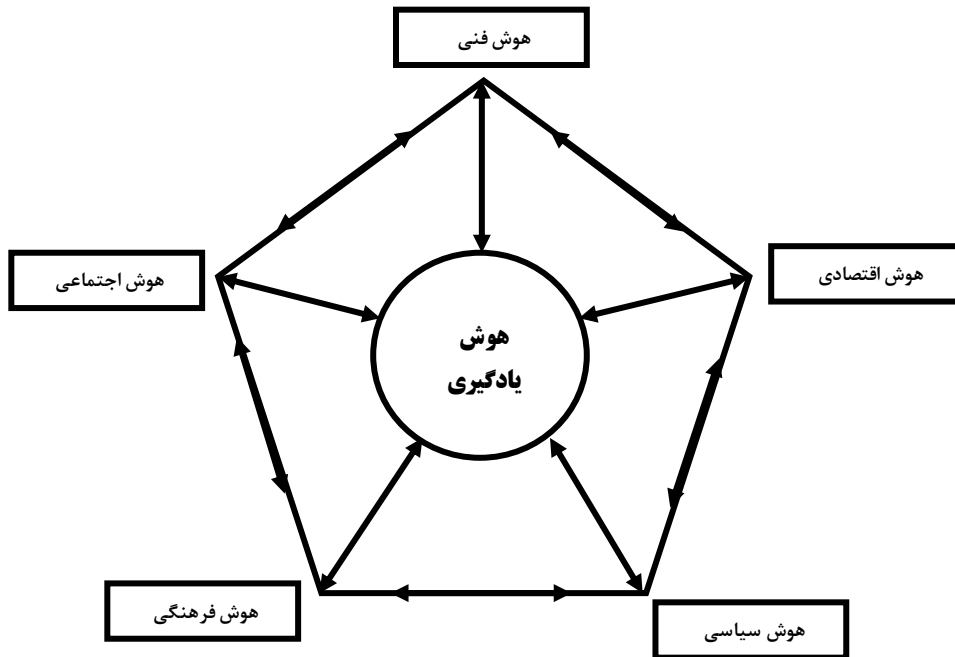 هوش فنی
هوش اقتصادی
هوش اجتماعی
هوش
یادگیری
هوش فرهنگی
هوش سیاسی